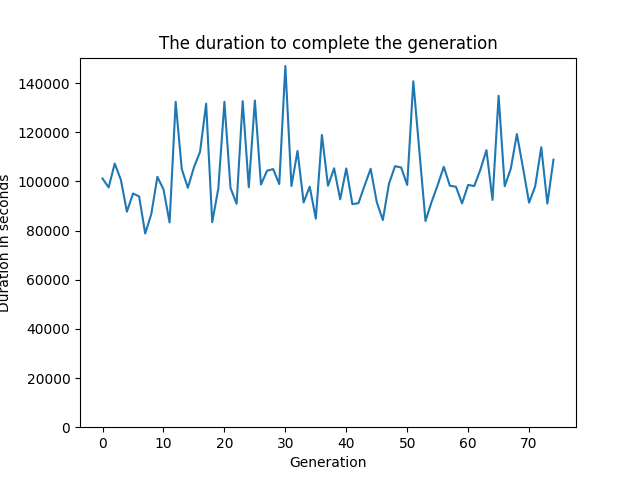 The duration to complete the generation
140000
120000
100000
80000
60000
40000
20000
0
Duration in seconds
0 10 20 30 40 50 60 70
Generation